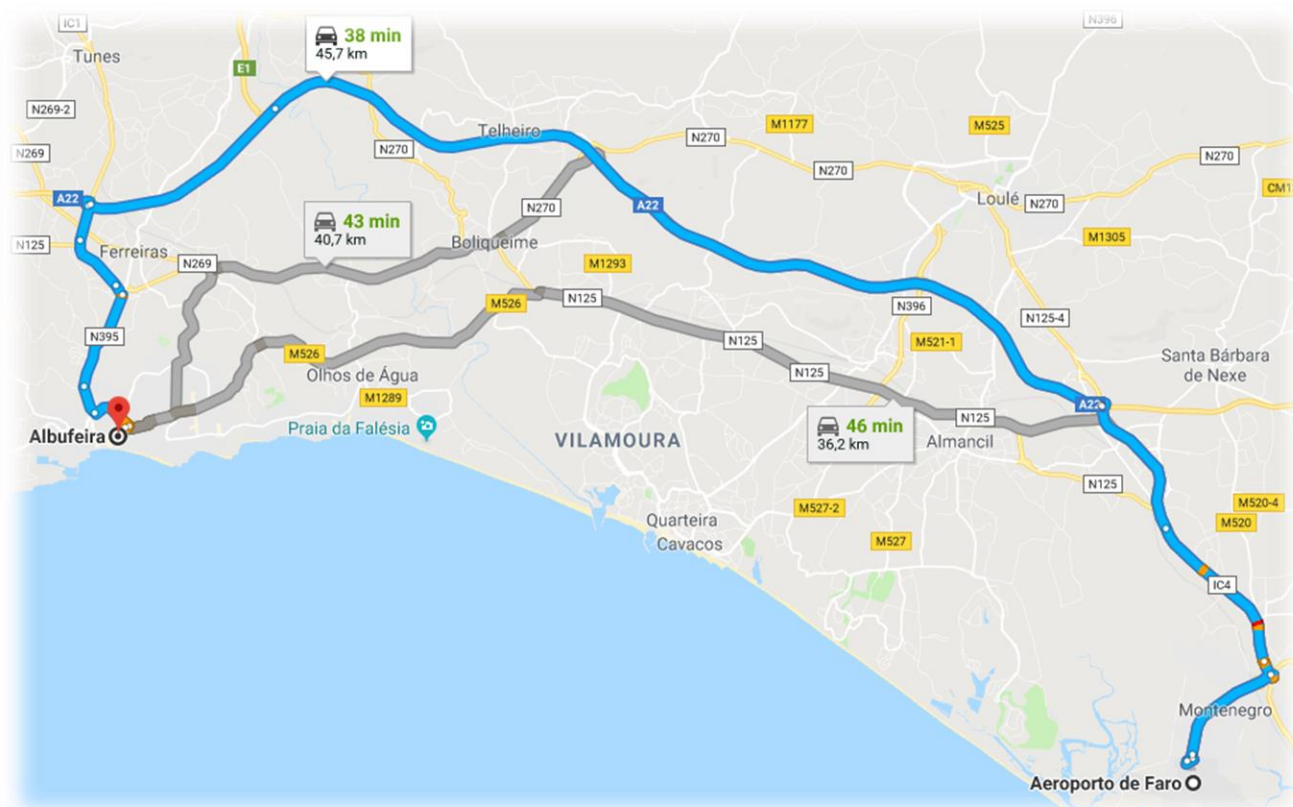 IC1
N396
38 min
45,7 km
Tunes
E1
N269-2
M1177
M525
Telheiro
N270
N270
N270
N269
N270
N270
A22
Loulé
N270
A22
N270
43 min
40,7 km
N125
Ferreiras
Boliqueime
M1305
N269
M1293
M526
N125
N396
N125-4
N395
N125
M521-1
M526
Santa Bárbara
de Nexe
Olhos de Água
N125
M1289
A22
Albufeira
Praia da Falésia
VILAMOURA
46 min
36,2 km
N125
Almancil
N125
M527-2
M520-4
M520
Quarteira
Cavacos
M527
IC4
Montenegro
Aeroporto de Faro